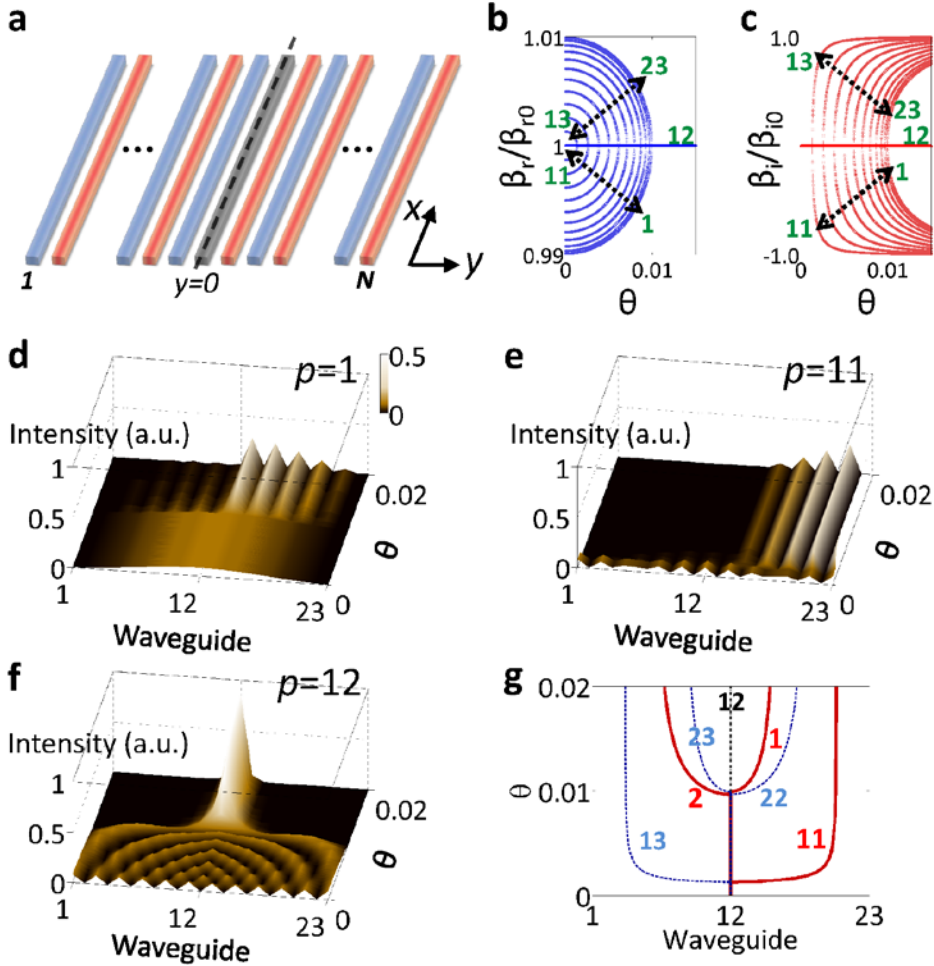 a
... ...
x
y
1 y=0 N
b
1.01
βr/βr0
23
13
1
12
11
1
0.99
0 0.01
θ
c
1.0
βi/βi0
13
23
12
1
11
-1.0
0 0.01
θ
d
p=1
0.5
0
Intensity (a.u.)
1
0.5
0
0.02
θ
1 12 23 0
Waveguide
e
p=11
Intensity (a.u.)
1
0.5
0
0.02
θ
1 12 23 0
Waveguide
f
p=12
Intensity (a.u.)
1
0.5
0
0.02
θ
1 12 23 0
Waveguide
g
0.02
12
23 1
θ 0.01
2 22
13 11
0
1 12 23
Waveguide